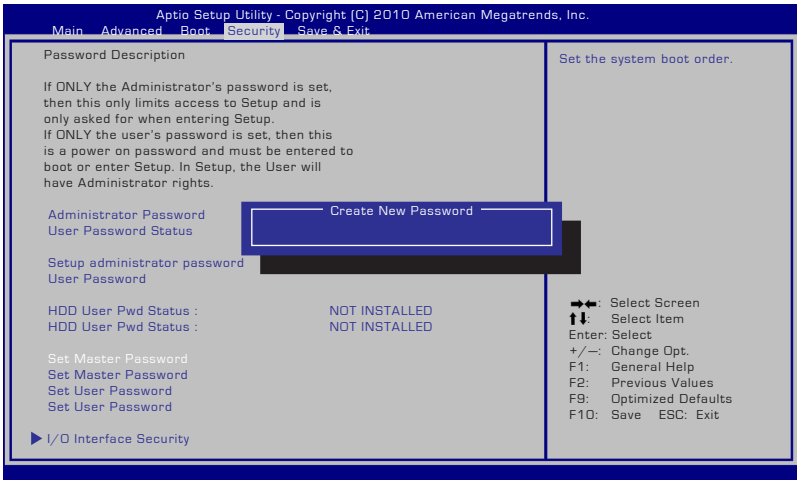 Aptio Setup Utility - Copyright (C) 2010 American Megatrends, Inc.
Main Advanced Boot Security Save & Exit
Password Description
If ONLY the Administrator's password is set,
then this only limits access to Setup and is
only asked for when entering Setup.
If ONLY the user's password is set, then this
is a power on password and must be entered to
boot or enter Setup. In Setup, the User will
have Administrator rights.
Administrator Password
User Password Status
Create New Password
Setup administrator password
User Password
HDD User Pwd Status : NOT INSTALLED
HDD User Pwd Status : NOT INSTALLED
Set Master Password
Set Master Password
Set User Password
Set User Password
I/O Interface Security
Set the system boot order.
→←: Select Screen
↑↓: Select Item
Enter: Select
+/—: Change Opt.
F1: General Help
F2: Previous Values
F9: Optimized Defaults
F10: Save ESC: Exit